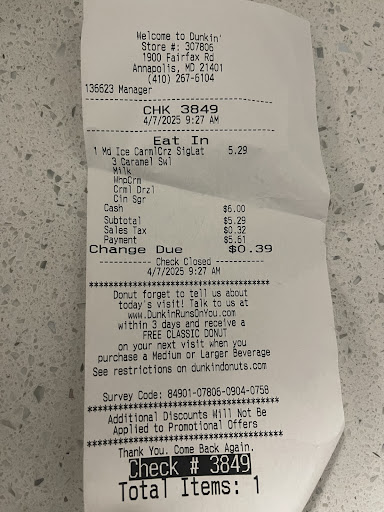 Welcome to Dunkin'
Store #: 307806
1900 Fairfax Rd
Annapolis, MD 21401
(410) 267-6104
136623 Manager
CHK 3849
4/7/2025 9:27 AM
Eat In
1 Md Ice CarmlCrz SigLat 5.29
3 Caramel Swl
Milk
WhpCrm
Crml Drzl
Cin Sgr
Cash $6.00
Subtotal $5.29
Sales Tax $0.32
Payment $5.61
Change Due $0.39
---------- Check Closed ----------
4/7/2025 9:27 AM
Donut forget to tell us about
today's visit! Talk to us at
www.DunkinRunsOnYou.com
within 3 days and receive a
FREE CLASSIC DONUT
on your next visit when you
purchase a Medium or Larger Beverage
See restrictions on dunkindonuts.com
Survey Code: 84901-07806-0904-0758
Additional Discounts Will Not Be
Applied to Promotional Offers
Thank You. Come Back Again.
Check # 3849
Total Items: 1